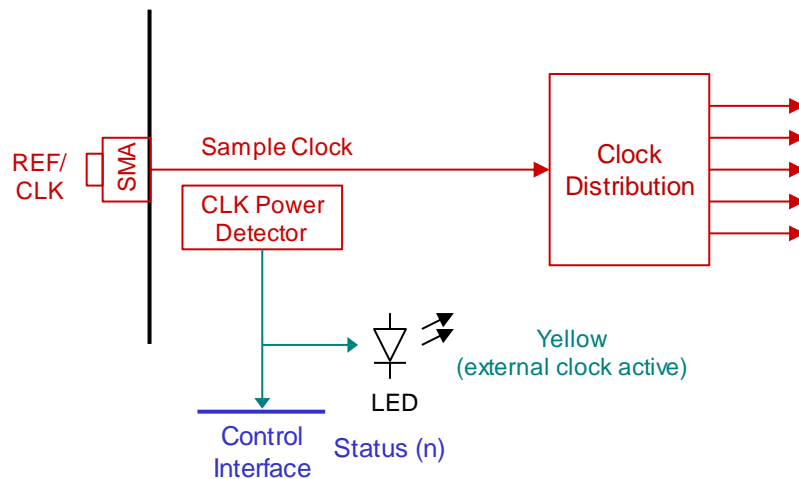 REF/
CLK
SMA
Sample Clock
CLK Power
Detector
Clock
Distribution
Yellow
(external clock active)
LED
Control
Interface
Status (n)